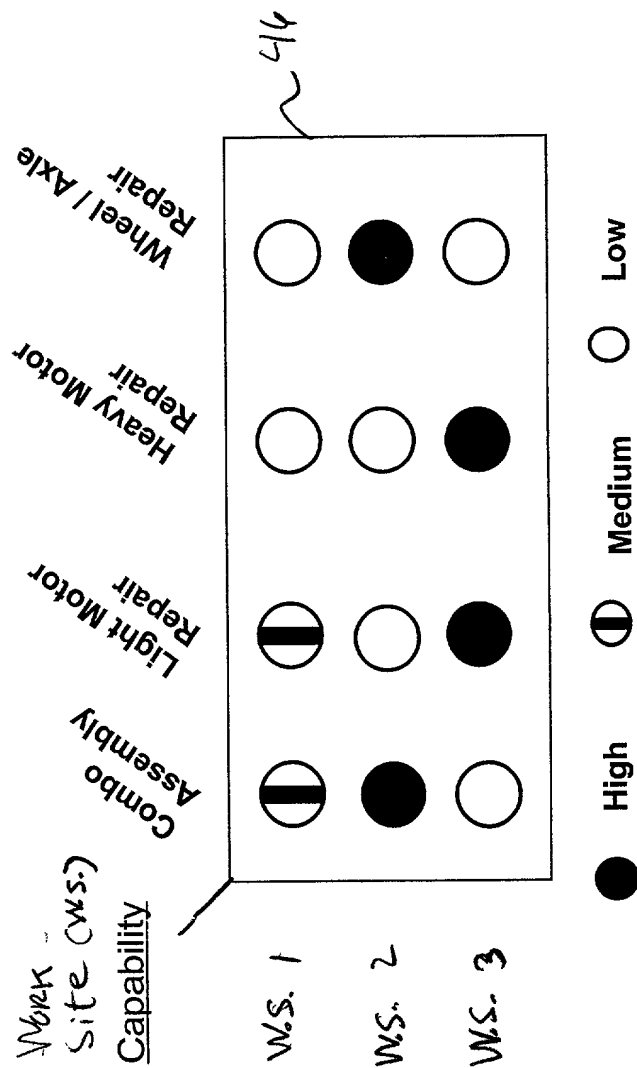 Work-
Site (W.S.)
Capability
Combo
Assembly
Light Motor
Repair
Heavy Motor
Repair
Wheel / Axle
Repair
46
W.S. 1
W.S. 2
W.S. 3
High
Medium
Low